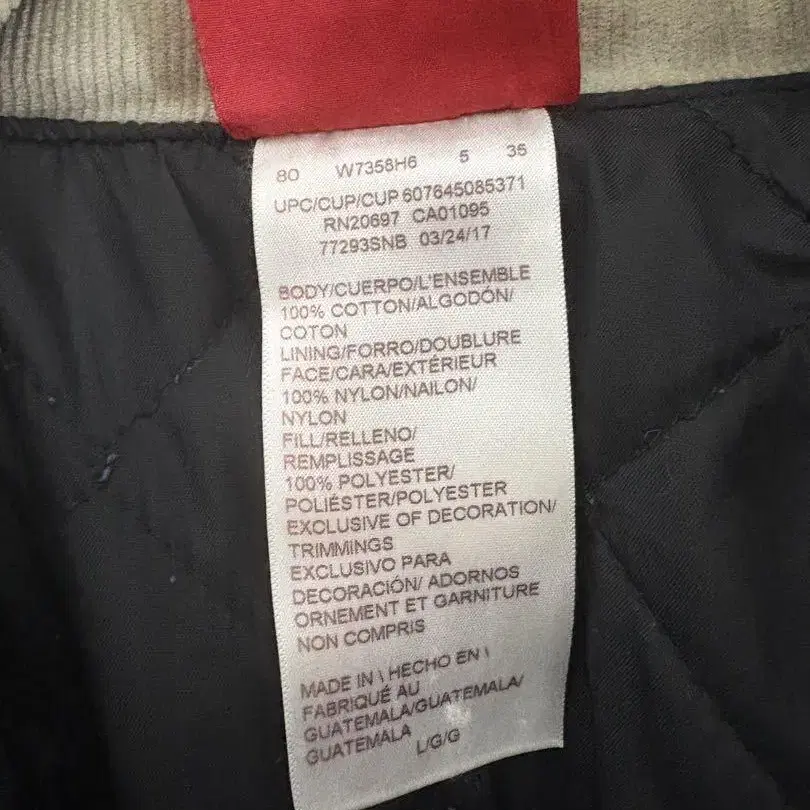 80 W7358H6 5 35
UPC/CUP/CUP 607645085371
RN20697 CA01095
77293SNB 03/24/17
BODY/CUERPO/L'ENSEMBLE
100% COTTON/ALGODÓN/
COTON
LINING/FORRO/DOUBLURE
FACE/CARA/EXTÉRIEUR
100% NYLON/NAILON/
NYLON
FILL/RELLENO/
REMPLISSAGE
100% POLYESTER/
POLIÉSTER/POLYESTER
EXCLUSIVE OF DECORATION/
TRIMMINGS
EXCLUSIVO PARA
DECORACIÓN/ ADORNOS
ORNEMENT ET GARNITURE
NON COMPRIS
MADE IN \ HECHO EN \
FABRIQUÉ AU
GUATEMALA/GUATEMALA/
GUATEMALA L/G/G